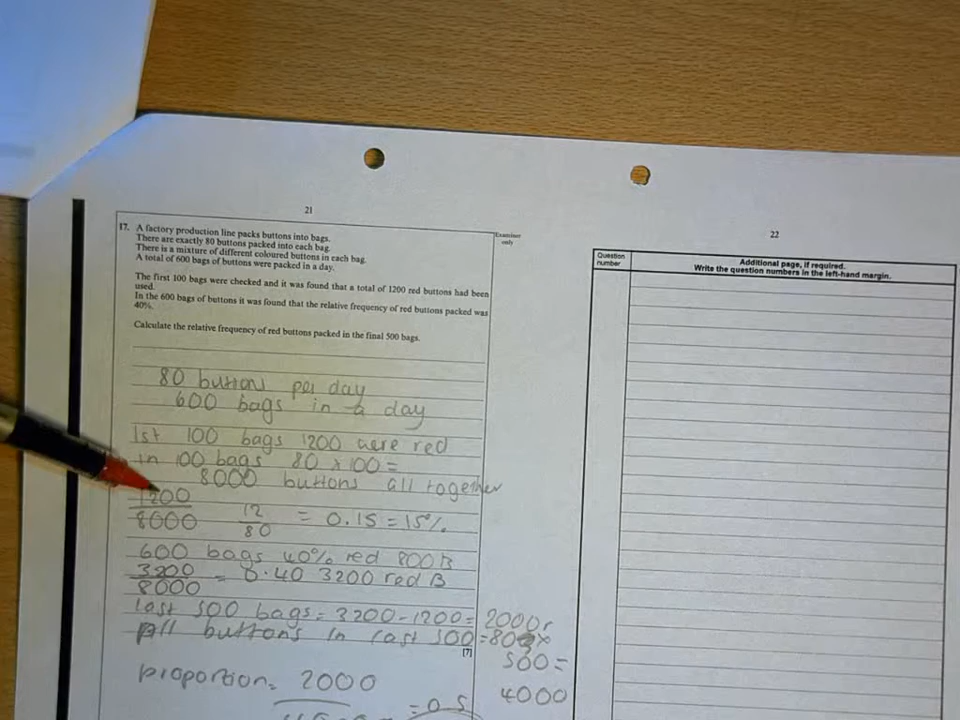 21
17. A factory production line packs buttons into bags.
There are exactly 80 buttons packed into each bag.
There is a mixture of different coloured buttons in each bag.
A total of 600 bags of buttons were packed in a day.
The first 100 bags were checked and it was found that a total of 1200 red buttons had been
used.
In the 600 bags of buttons it was found that the relative frequency of red buttons packed was
40%.
Calculate the relative frequency of red buttons packed in the final 500 bags.
Examiner
only
80 buttons per day
600 bags in a day
1st 100 bags 1200 were red
in 100 bags 80 x 100 =
8000 buttons all together
1200
8000
12
80
= 0.15 = 15%
600 bags 40% red 800B
3200
8000
= 0.40 3200 red B
last 500 bags = 3200 - 1200 = 2000r
All buttons in last 500 = 80 x
500 =
4000
[7]
proportion = 2000
= 0.5
22
Question
number
Additional page, if required.
Write the question numbers in the left-hand margin.